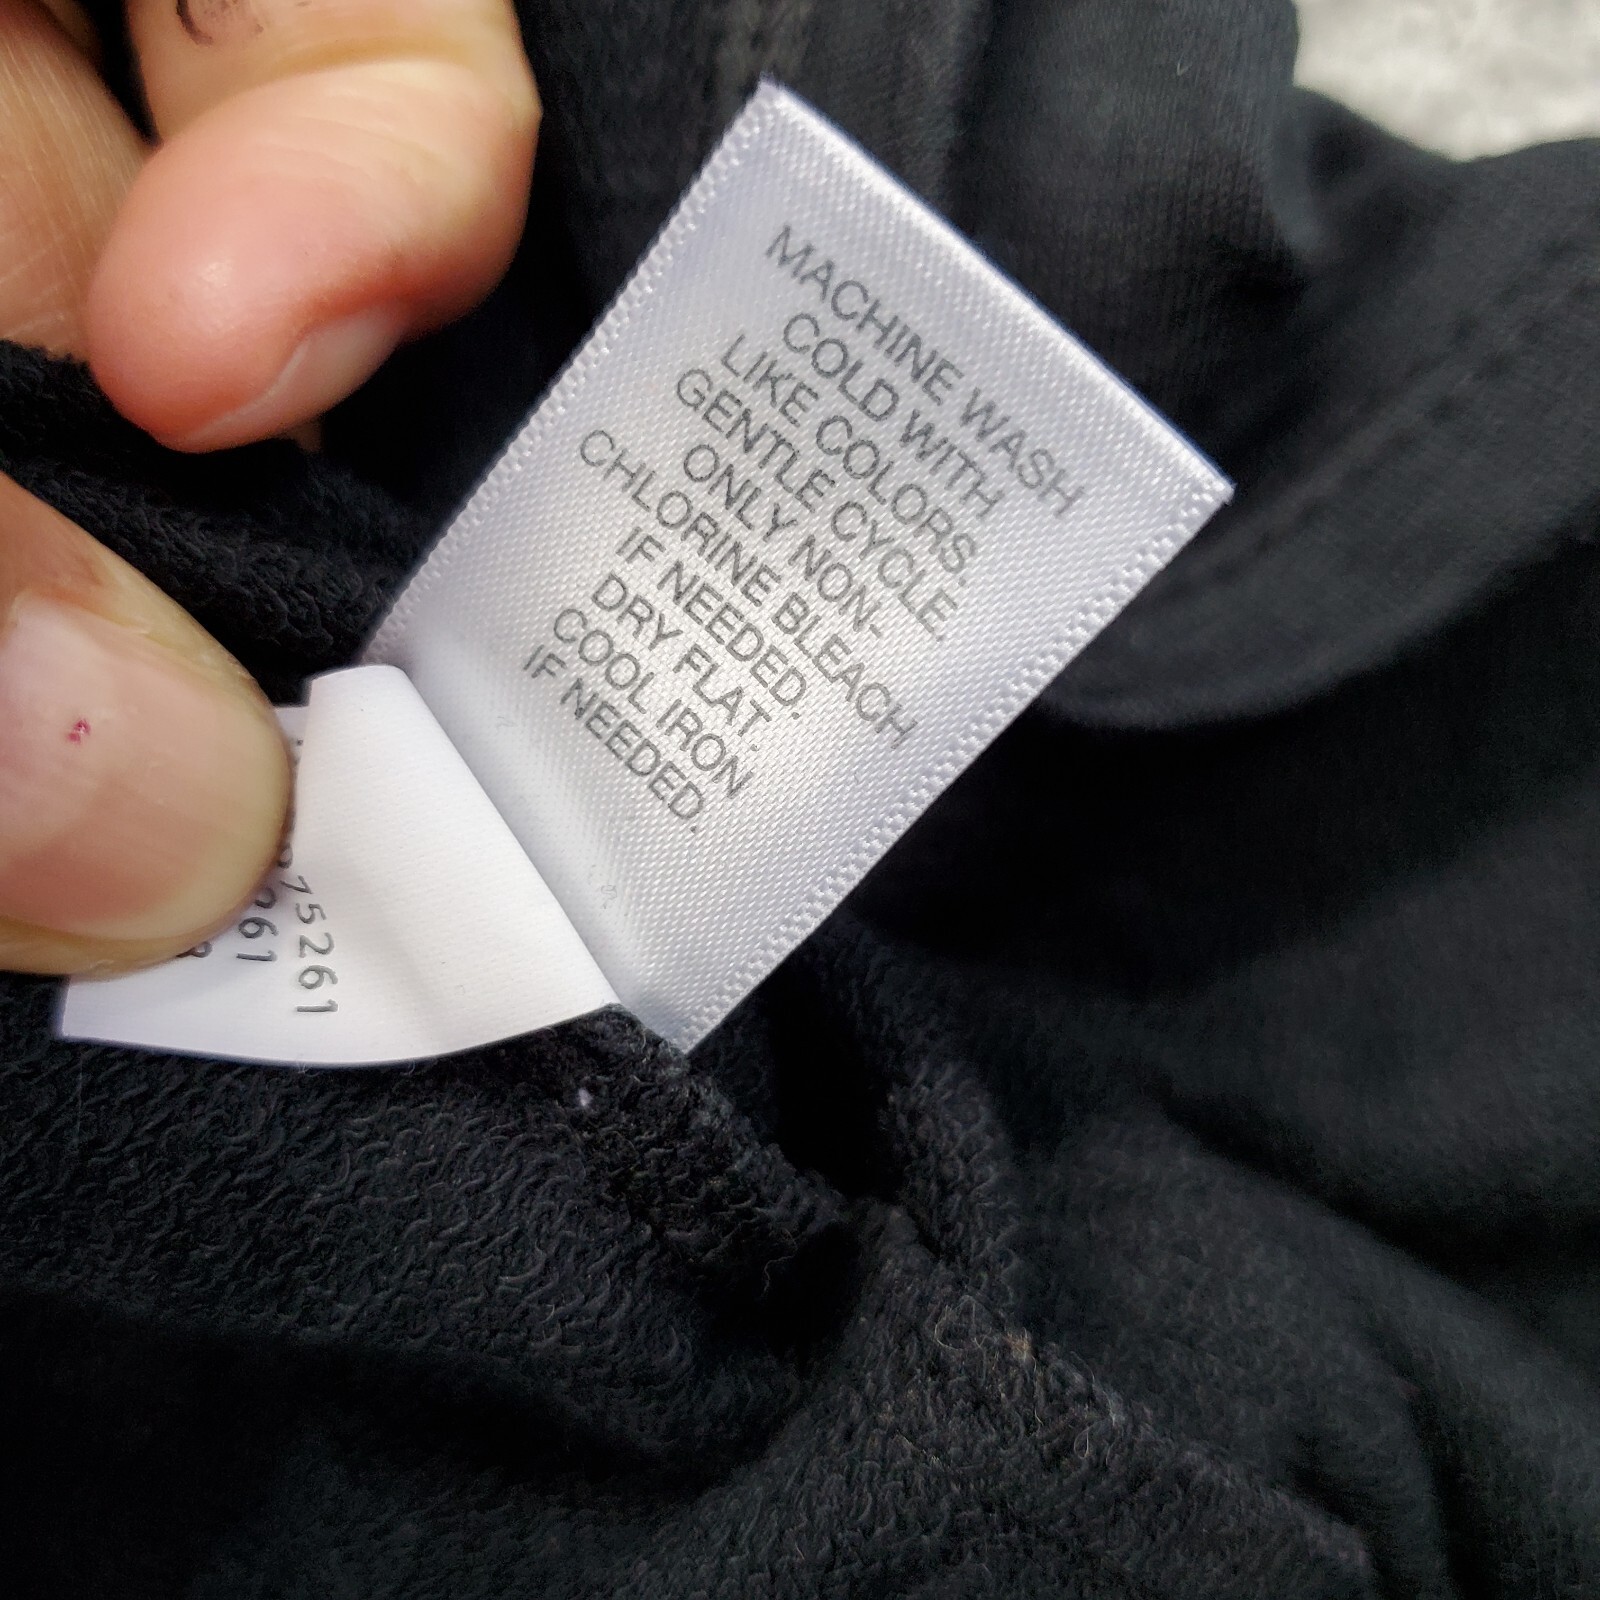 MACHINE WASH
COLD WITH
LIKE COLORS.
GENTLE CYCLE.
ONLY NON-
CHLORINE BLEACH
IF NEEDED.
DRY FLAT.
COOL IRON
IF NEEDED.
75261
261